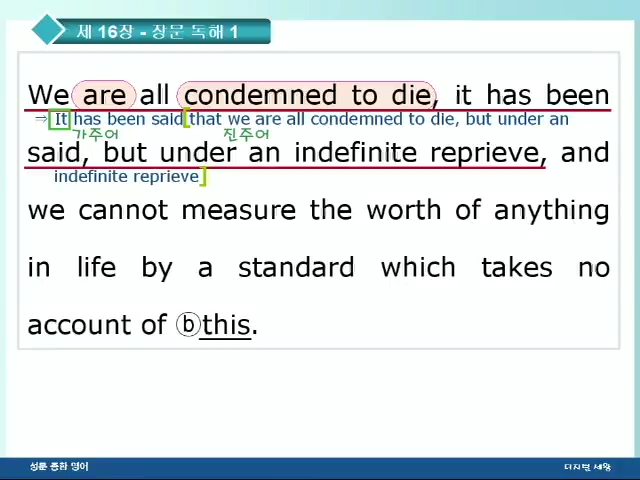 제 16장 - 장문 독해 1
We are all condemned to die, it has been
⇒ It has been said [that we are all condemned to die, but under an
가주어 진주어
said, but under an indefinite reprieve, and
indefinite reprieve]
we cannot measure the worth of anything
in life by a standard which takes no
account of ⓑthis.
성문 종합 영어 디지털 세움